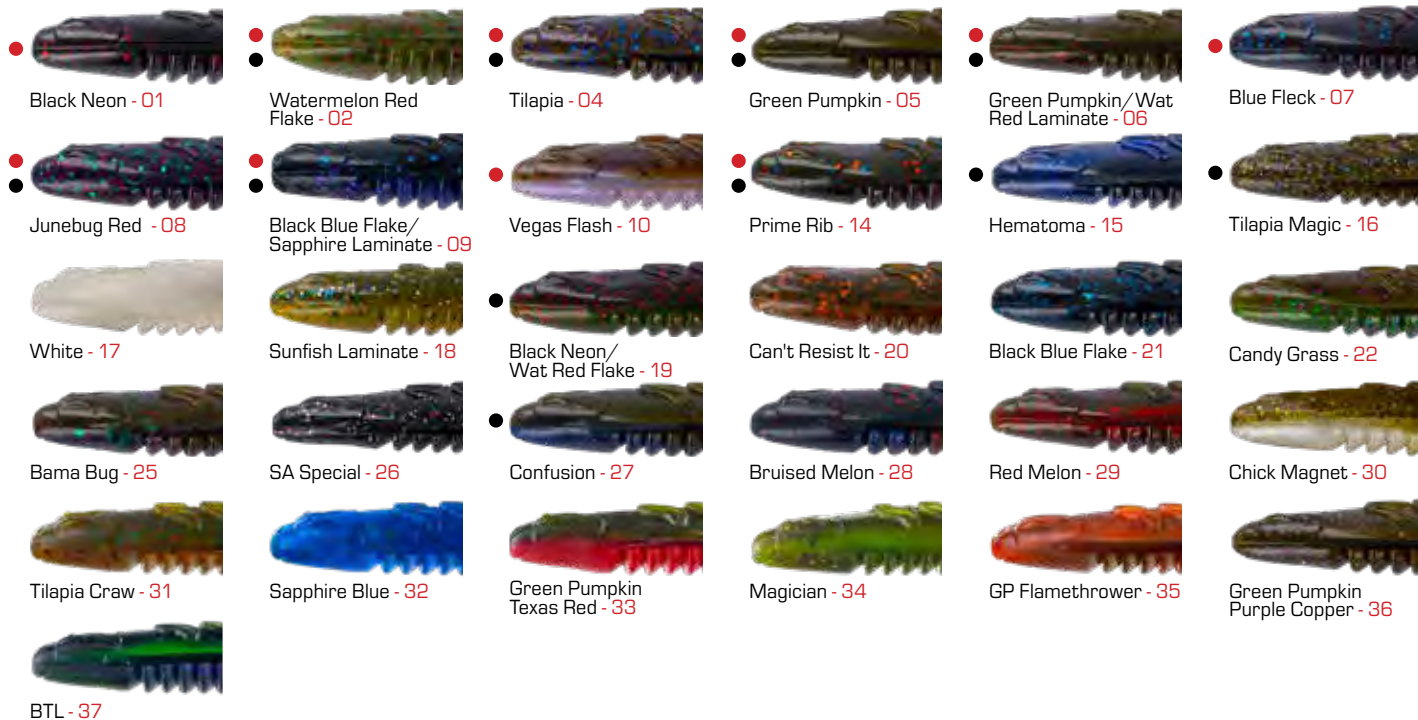 Black Neon - 01
Watermelon Red
Flake - 02
Tilapia - 04
Green Pumpkin - 05
Green Pumpkin/Wat
Red Laminate - 06
Blue Fleck - 07
Junebug Red - 08
Black Blue Flake/
Sapphire Laminate - 09
Vegas Flash - 10
Prime Rib - 14
Hematoma - 15
Tilapia Magic - 16
White - 17
Sunfish Laminate - 18
Black Neon/
Wat Red Flake - 19
Can't Resist It - 20
Black Blue Flake - 21
Candy Grass - 22
Bama Bug - 25
SA Special - 26
Confusion - 27
Bruised Melon - 28
Red Melon - 29
Chick Magnet - 30
Tilapia Craw - 31
Sapphire Blue - 32
Green Pumpkin
Texas Red - 33
Magician - 34
GP Flamethrower - 35
Green Pumpkin
Purple Copper - 36
BTL - 37